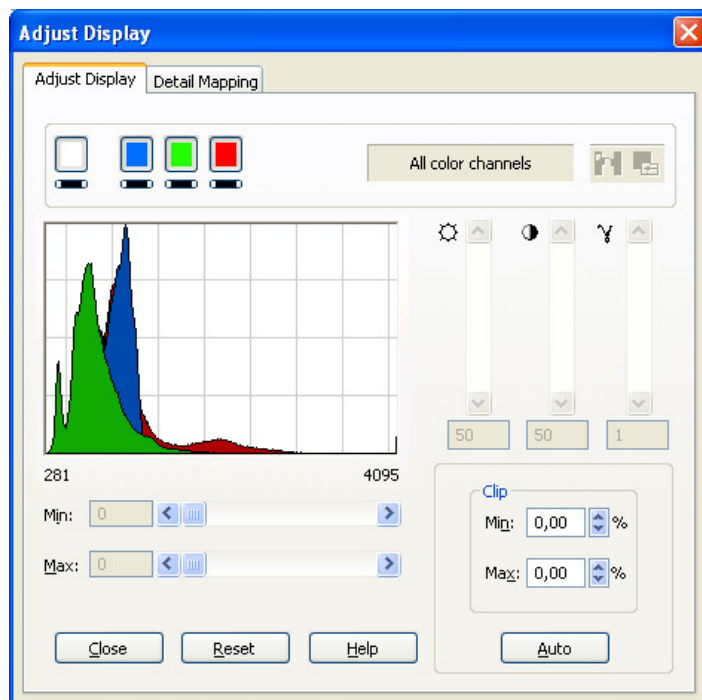 Adjust Display
Adjust Display Detail Mapping
All color channels
γ
50 50 1
281 4095
Min: 0
Max: 0
Clip
Min: 0,00 %
Max: 0,00 %
Close Reset Help Auto